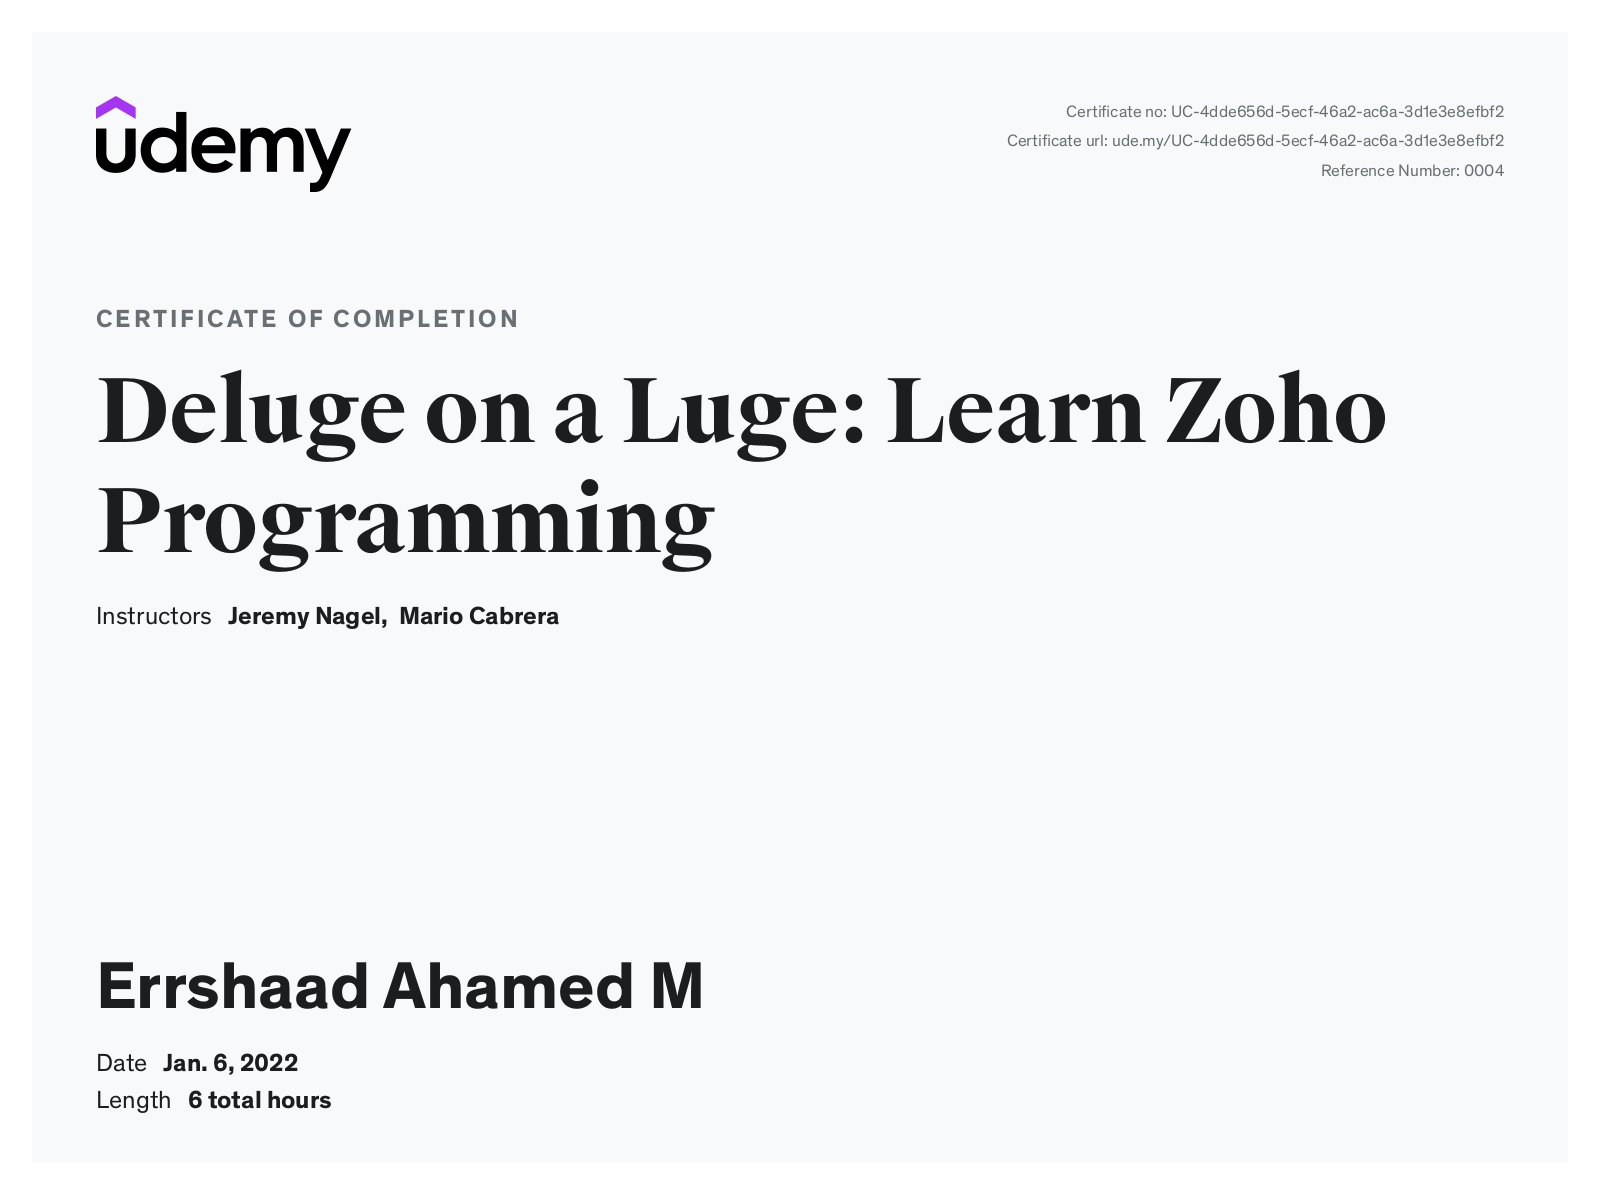 udemy
Certificate no: UC-4dde656d-5ecf-46a2-ac6a-3d1e3e8efbf2
Certificate url: ude.my/UC-4dde656d-5ecf-46a2-ac6a-3d1e3e8efbf2
Reference Number: 0004
CERTIFICATE OF COMPLETION
Deluge on a Luge: Learn Zoho
Programming
Instructors Jeremy Nagel, Mario Cabrera
Errshaad Ahamed M
Date Jan. 6, 2022
Length 6 total hours